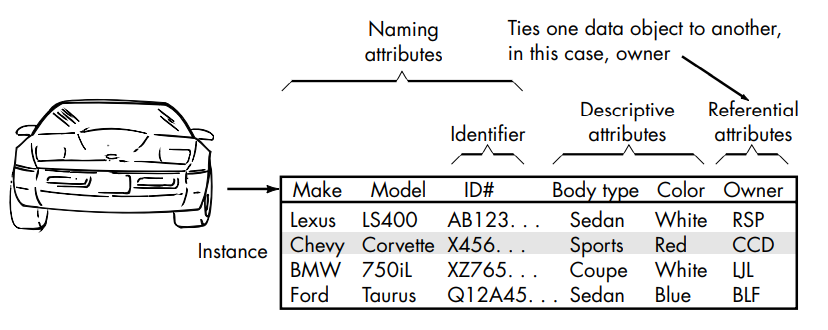 Naming
attributes
Ties one data object to another,
in this case, owner
Identifier
Descriptive
attributes
Referential
attributes
Make Model ID# Body type Color Owner
Lexus LS400 AB123. . . Sedan White RSP
Instance
Chevy Corvette X456. . . Sports Red CCD
BMW 750iL XZ765. . . Coupe White LJL
Ford Taurus Q12A45. . . Sedan Blue BLF